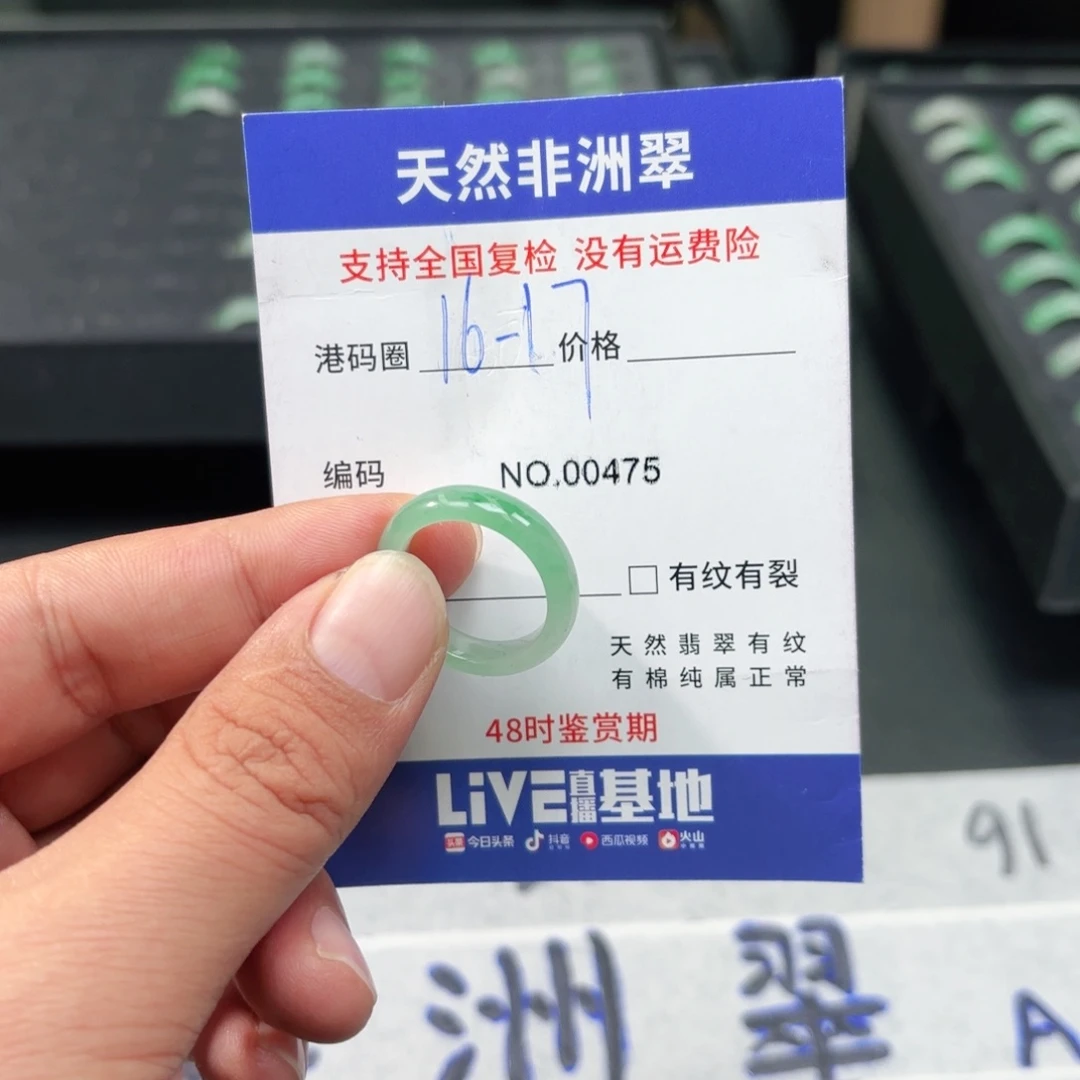 天然非洲翠
支持全国复检 没有运费险
港码圈 16-17 价格
编码 NO.00475
□ 有纹有裂
天然翡翠有纹
有棉纯属正常
48时鉴赏期
LiVE直播基地
头条 今日头条 抖音 西瓜视频 火山
91
洲翠 A